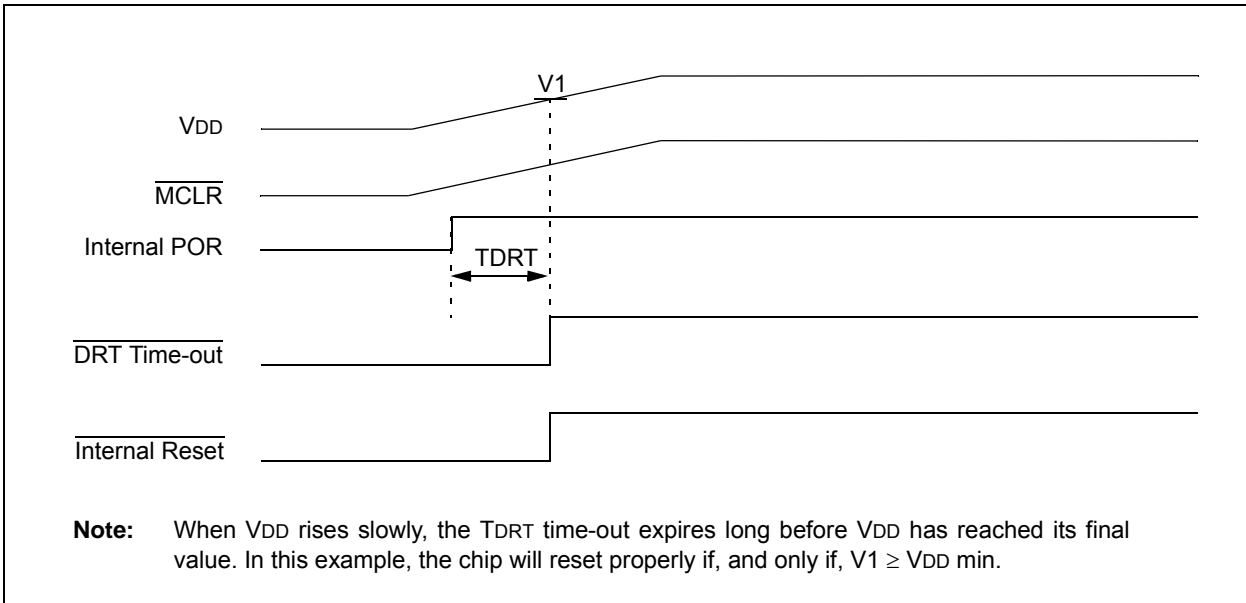 V1
VDD
MCLR
Internal POR
TDRT
DRT Time-out
Internal Reset
Note: When VDD rises slowly, the TDRT time-out expires long before VDD has reached its final
value. In this example, the chip will reset properly if, and only if, V1 ≥ VDD min.